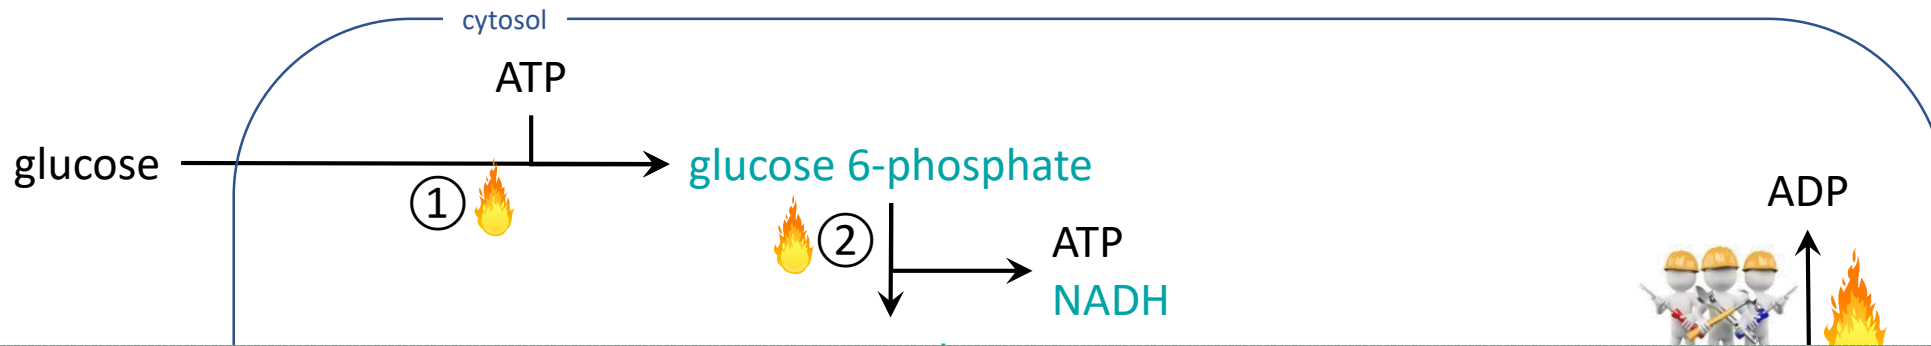 cytosol
ATP
glucose
glucose 6-phosphate
①
②
ATP
NADH
ADP